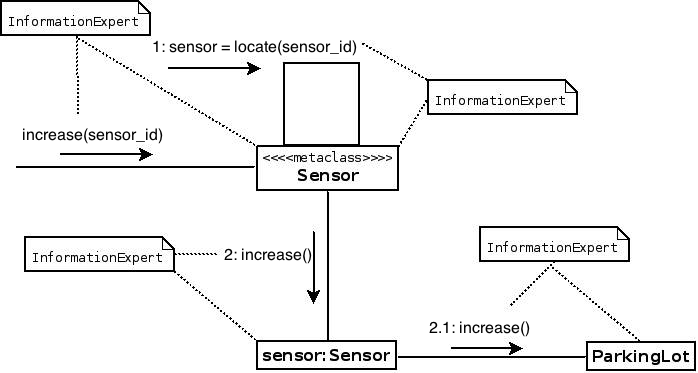 InformationExpert
1: sensor = locate(sensor_id)
InformationExpert
increase(sensor_id)
<<<<metaclass>>>>
Sensor
InformationExpert
InformationExpert
2: increase()
2.1: increase()
sensor: Sensor
ParkingLot